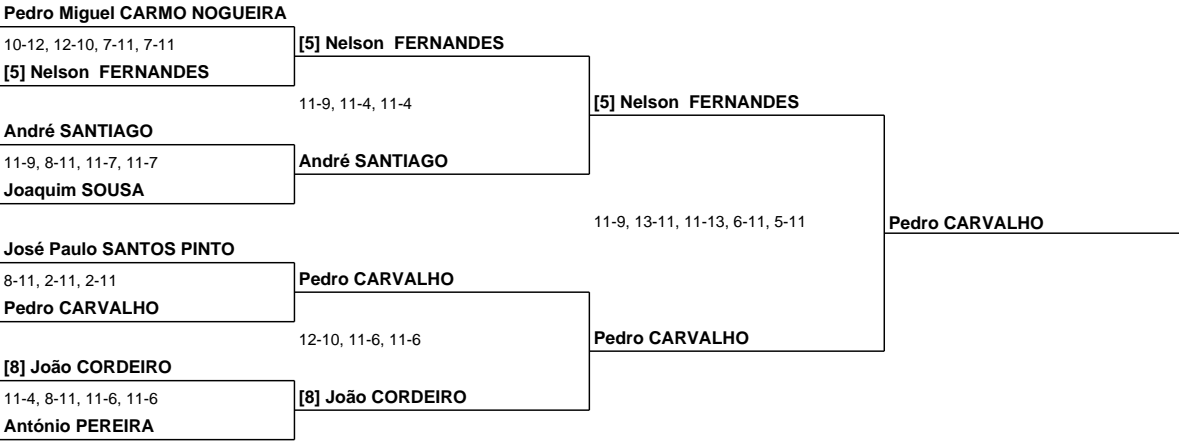 Pedro Miguel CARMO NOGUEIRA
10-12, 12-10, 7-11, 7-11
[5] Nelson FERNANDES
[5] Nelson FERNANDES
11-9, 11-4, 11-4
[5] Nelson FERNANDES
André SANTIAGO
11-9, 8-11, 11-7, 11-7
André SANTIAGO
Joaquim SOUSA
11-9, 13-11, 11-13, 6-11, 5-11
Pedro CARVALHO
José Paulo SANTOS PINTO
8-11, 2-11, 2-11
Pedro CARVALHO
Pedro CARVALHO
12-10, 11-6, 11-6
Pedro CARVALHO
[8] João CORDEIRO
11-4, 8-11, 11-6, 11-6
[8] João CORDEIRO
António PEREIRA